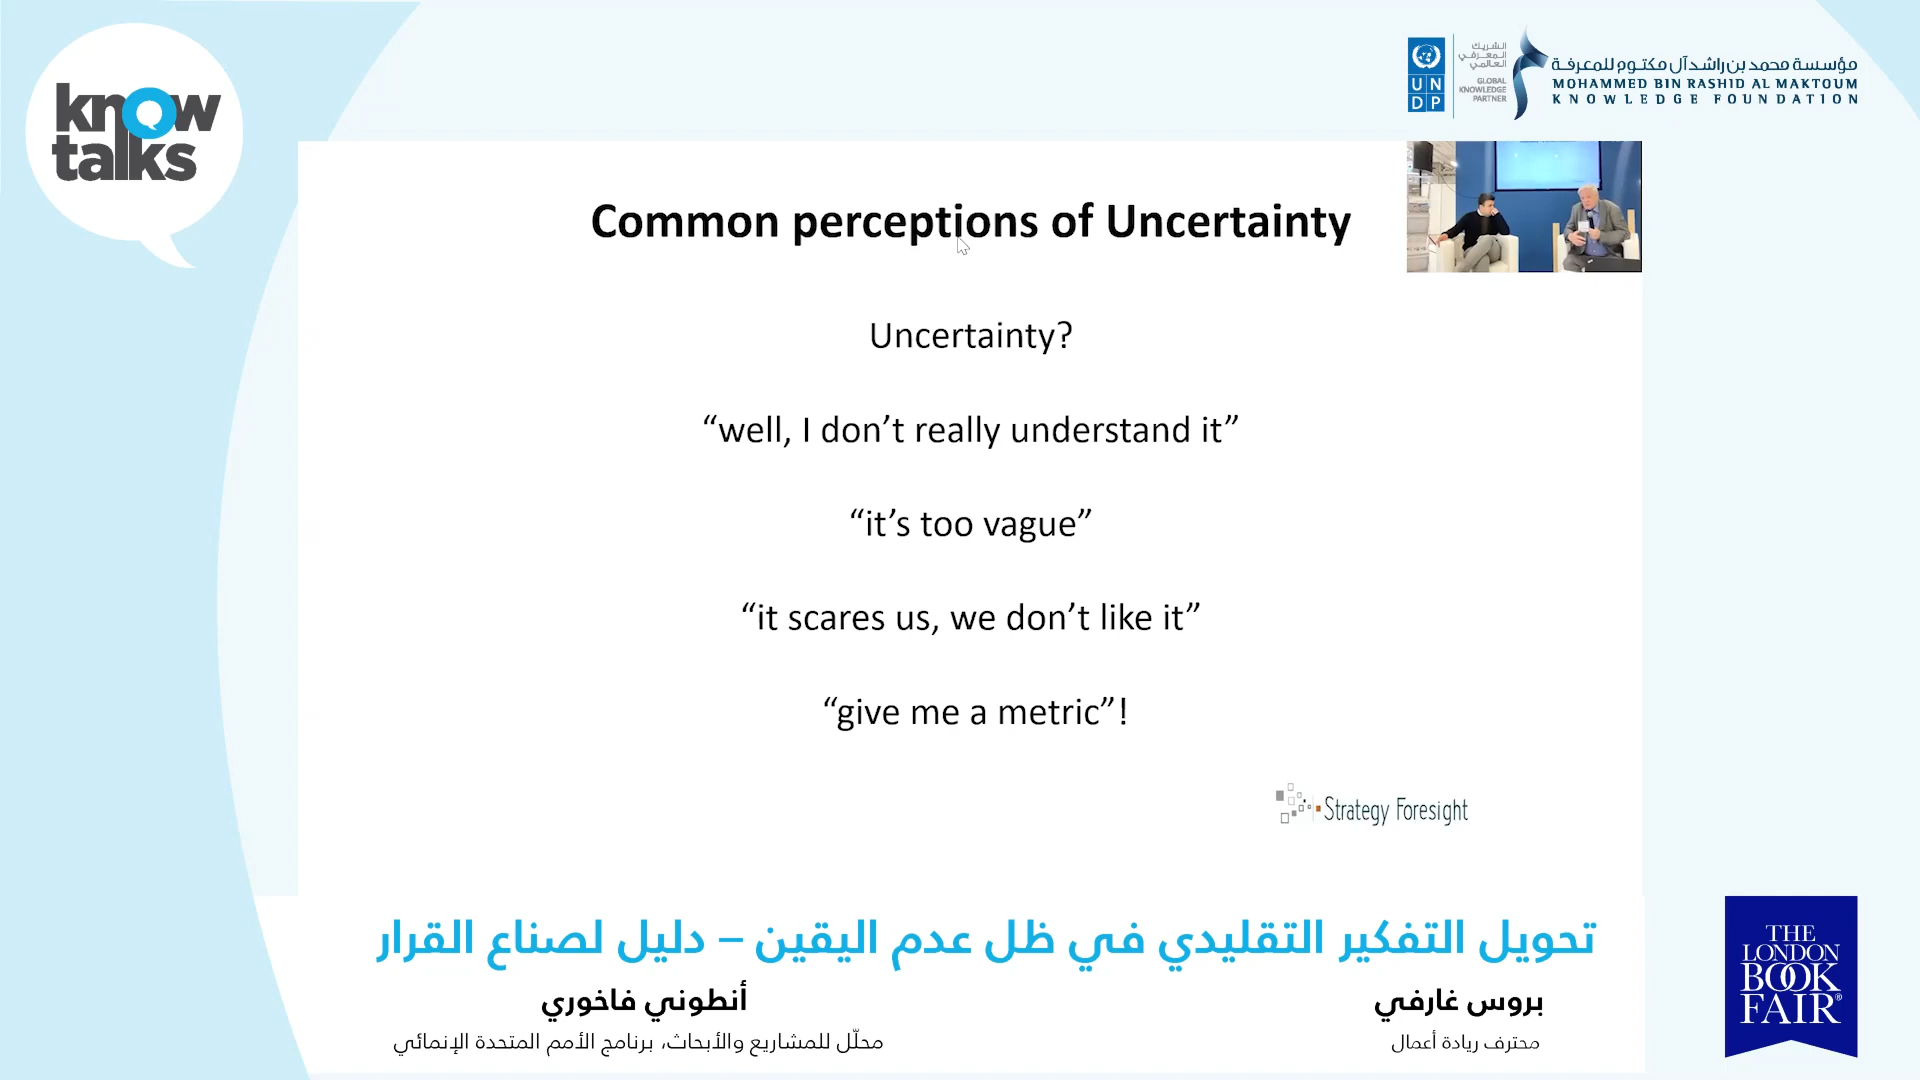 know
talks
UN
DP
الشريك
المعرفي
العالمي
GLOBAL
KNOWLEDGE
PARTNER
مؤسسة محمد بن راشد آل مكتوم للمعرفة
MOHAMMED BIN RASHID AL MAKTOUM
KNOWLEDGE FOUNDATION
Common perceptions of Uncertainty
Uncertainty?
“well, I don’t really understand it”
“it’s too vague”
“it scares us, we don’t like it”
“give me a metric”!
Strategy Foresight
تحويل التفكير التقليدي في ظل عدم اليقين – دليل لصناع القرار
بروس غارفي
محترف ريادة أعمال
أنطوني فاخوري
محلّل للمشاريع والأبحاث، برنامج الأمم المتحدة الإنمائي
THE
LONDON
BOOK
FAIR®